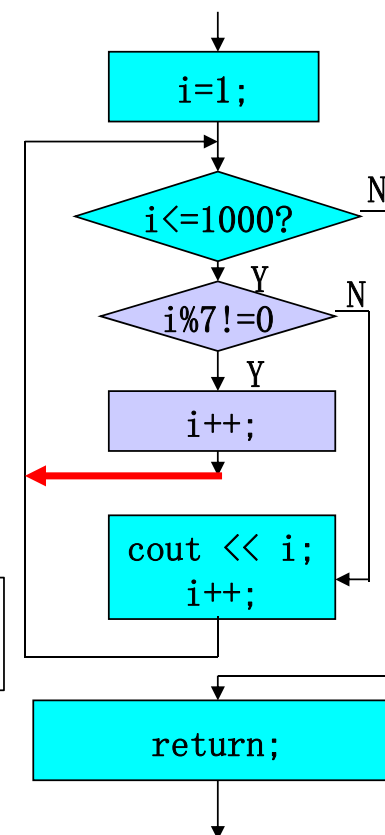 i=1;
i<=1000?
N
Y
i%7!=0
N
Y
i++;
cout << i;
i++;
return;